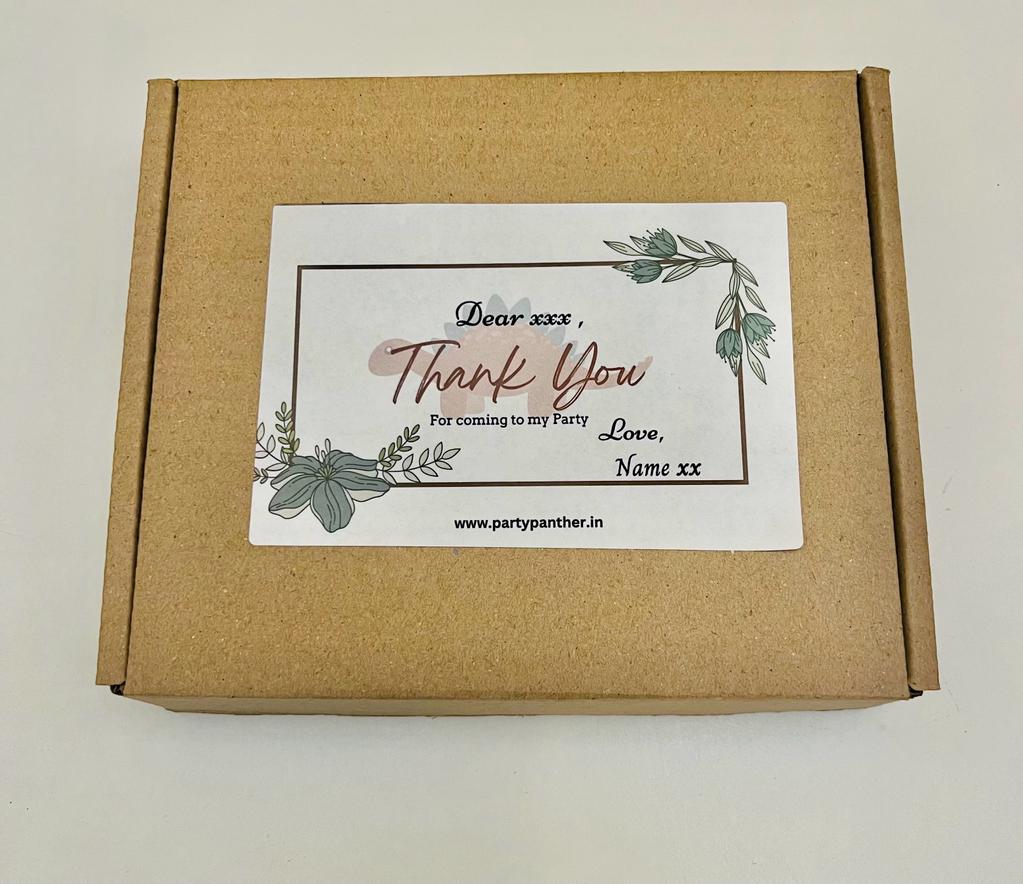 Dear xxx ,
Thank You
For coming to my Party
Love,
Name xx
www.partypanther.in